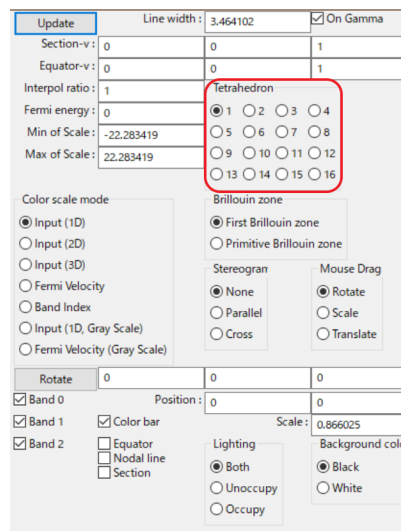 Update Line width : 3.464102 On Gamma
Section-v : 0 0 1
Equator-v : 0 0 1
Interpol ratio : 1 Tetrahedron
Fermi energy : 0 1 2 3 4
Min of Scale : -22.283419 5 6 7 8
Max of Scale : 22.283419 9 10 11 12
13 14 15 16
Color scale mode Brillouin zone
Input (1D) First Brillouin zone
Input (2D) Primitive Brillouin zone
Input (3D) Stereogran Mouse Drag
Fermi Velocity None Rotate
Band Index Parallel Scale
Input (1D, Gray Scale) Cross Translate
Fermi Velocity (Gray Scale)
Rotate 0 0 0
Band 0 Position : 0 0
Band 1 Color bar Scale : 0.866025
Band 2 Equator Lighting Background colo
Nodal line Both Black
Section Unoccupy White
Occupy